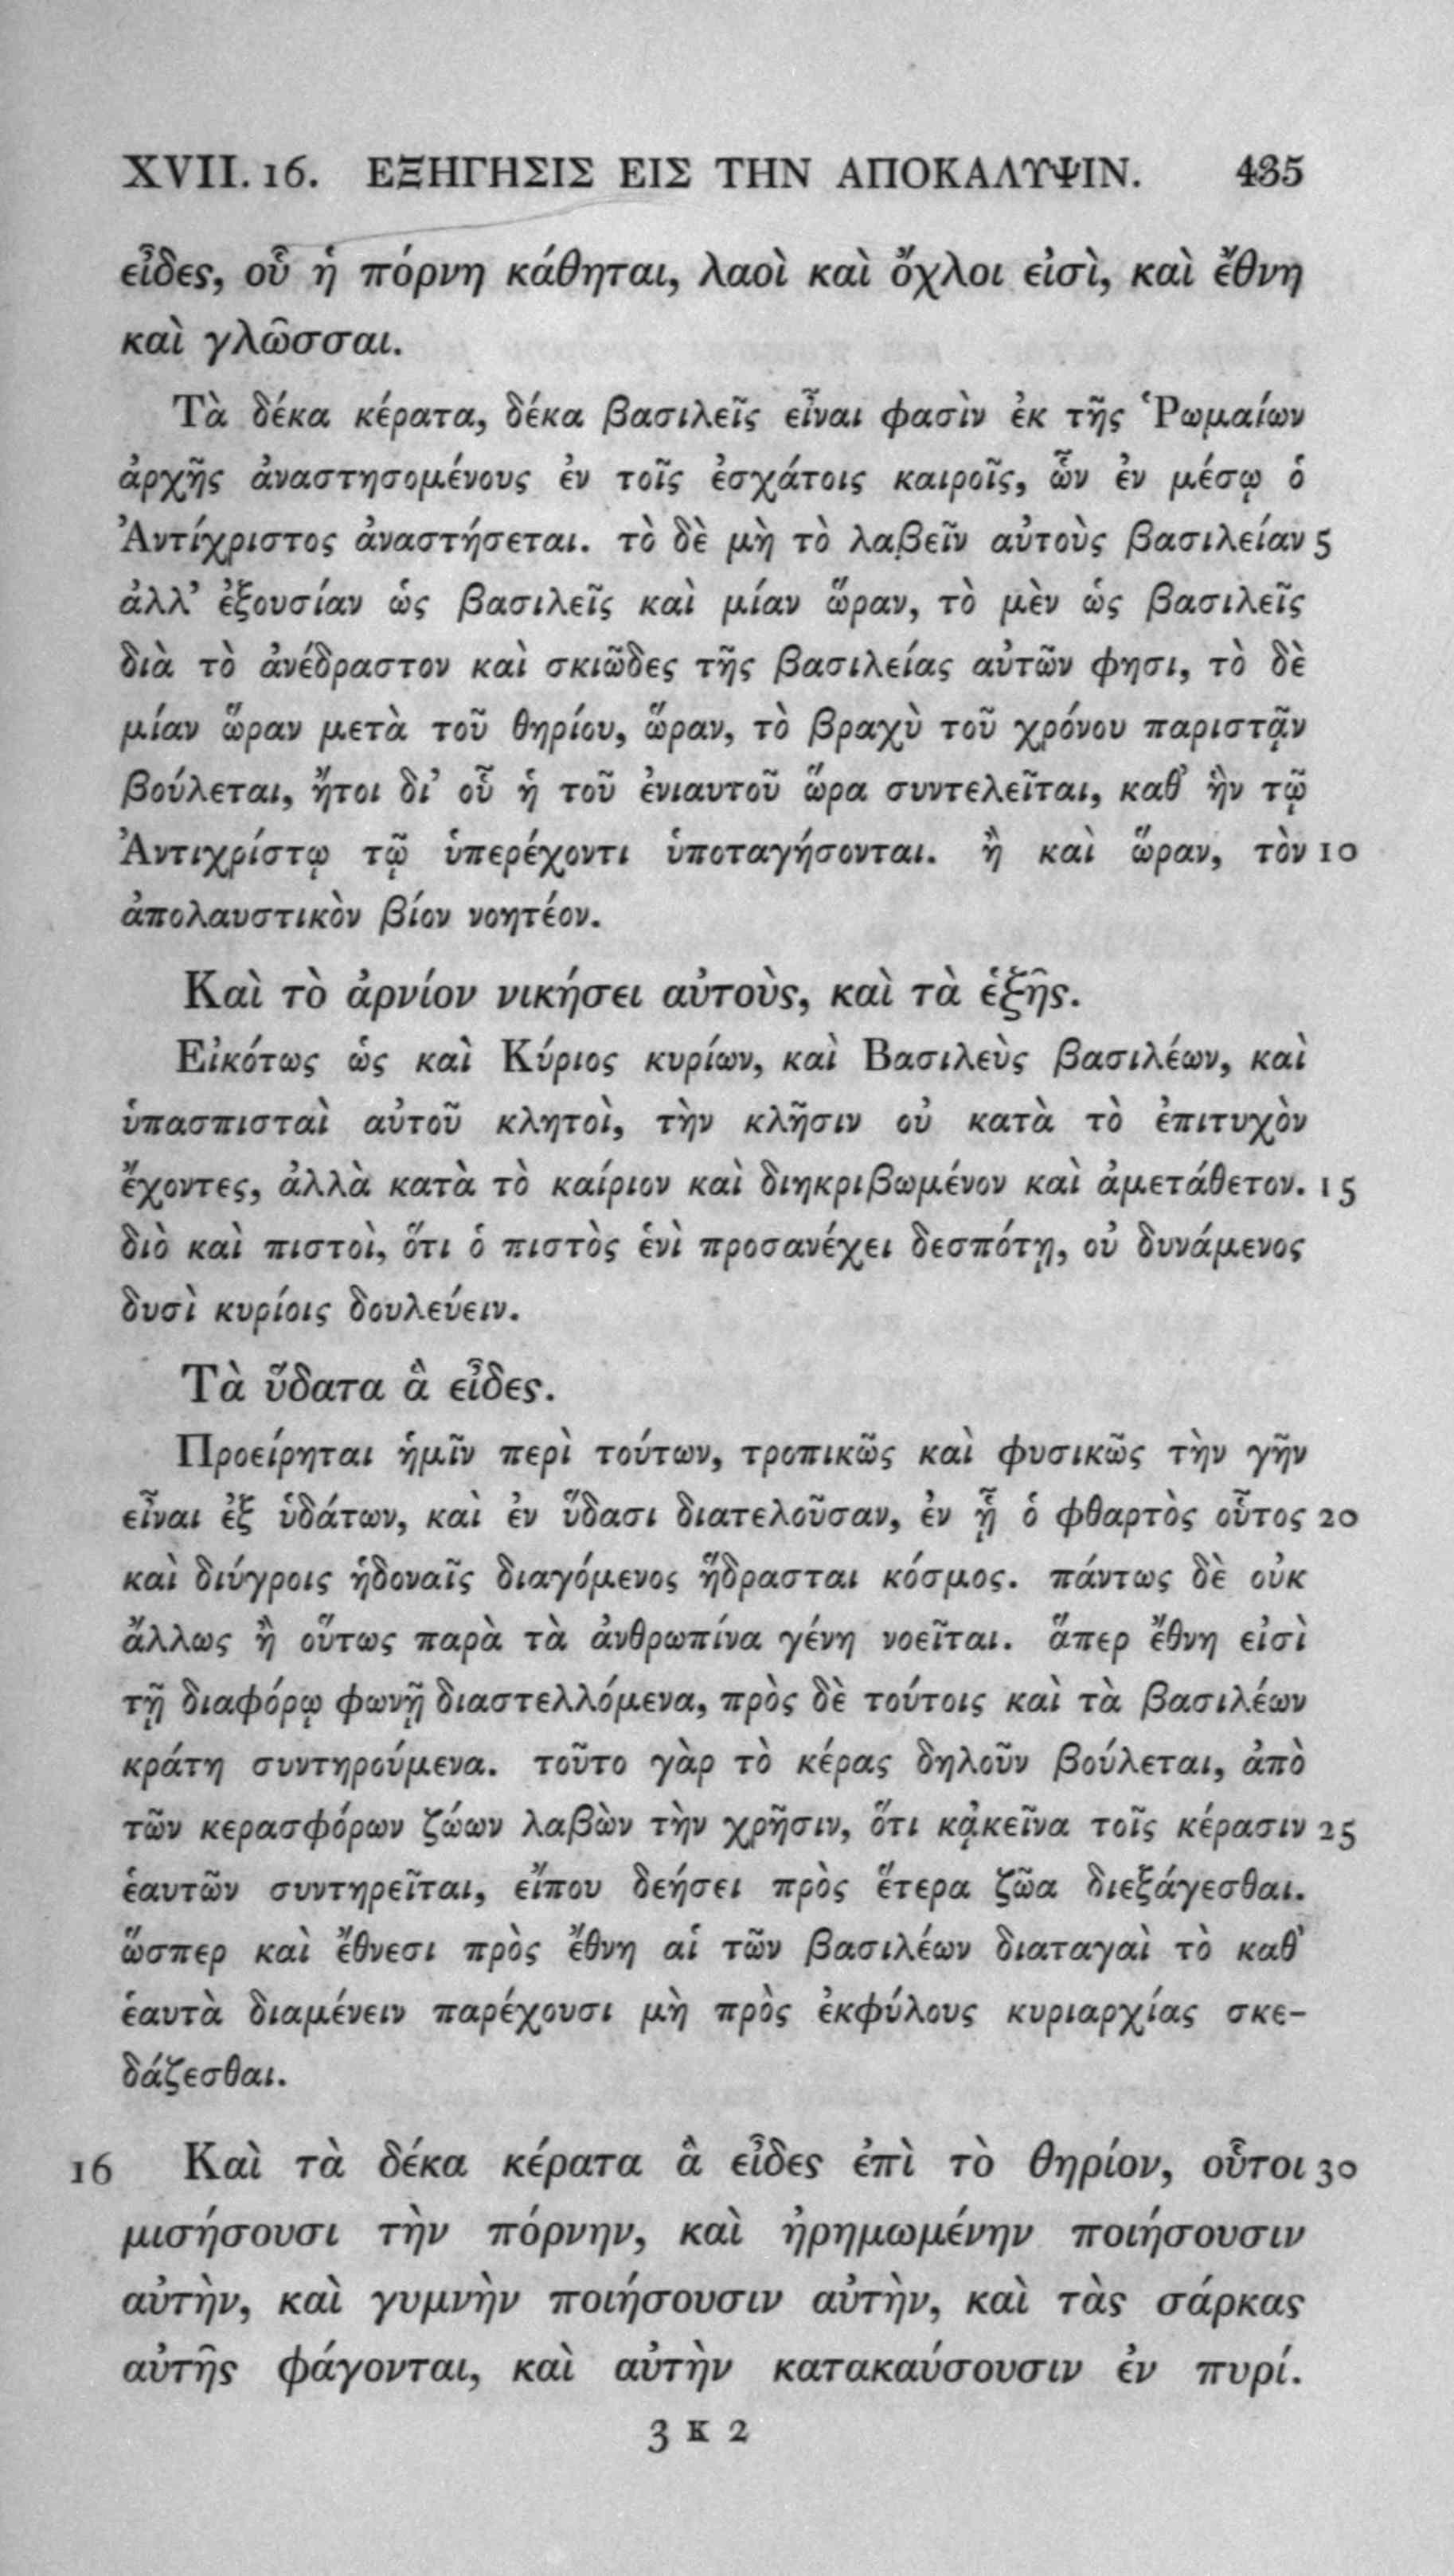 XVII. 16. ΕΞΗΓΗΣΙΣ ΕΙΣ ΤΗΝ ΑΠΟΚΑΛΥΨΙΝ. 435
εἶδες, οὗ ἡ πόρνη κάθηται, λαοὶ καὶ ὄχλοι εἰσὶ, καὶ ἔθνη
καὶ γλῶσσαι.
Τὰ δέκα κέρατα, δέκα βασιλεῖς εἶναι φασὶν ἐκ τῆς Ῥωμαίων
ἀρχῆς ἀναστησομένους ἐν τοῖς ἐσχάτοις καιροῖς, ὧν ἐν μέσῳ ὁ
Ἀντίχριστος ἀναστήσεται. τὸ δὲ μὴ τὸ λαβεῖν αὐτοὺς βασιλείαν 5
ἀλλ’ ἐξουσίαν ὡς βασιλεῖς καὶ μίαν ὥραν, τὸ μὲν ὡς βασιλεῖς
διὰ τὸ ἀνέδραστον καὶ σκιῶδες τῆς βασιλείας αὐτῶν φησι, τὸ δὲ
μίαν ὥραν μετὰ τοῦ θηρίου, ὥραν, τὸ βραχὺ τοῦ χρόνου παριστᾷν
βούλεται, ἤτοι δι’ οὗ ἡ τοῦ ἐνιαυτοῦ ὥρα συντελεῖται, καθ’ ἣν τῷ
Ἀντιχρίστῳ τῷ ὑπερέχοντι ὑποταγήσονται. ἢ καὶ ὥραν, τὸν 10
ἀπολαυστικὸν βίον νοητέον.
Καὶ τὸ ἀρνίον νικήσει αὐτοὺς, καὶ τὰ ἑξῆς.
Εἰκότως ὡς καὶ Κύριος κυρίων, καὶ Βασιλεὺς βασιλέων, καὶ
ὑπασπισταὶ αὐτοῦ κλητοὶ, τὴν κλῆσιν οὐ κατὰ τὸ ἐπιτυχὸν
ἔχοντες, ἀλλὰ κατὰ τὸ καίριον καὶ διηκριβωμένον καὶ ἀμετάθετον. 15
διὸ καὶ πιστοὶ, ὅτι ὁ πιστὸς ἑνὶ προσανέχει δεσπότῃ, οὐ δυνάμενος
δυσὶ κυρίοις δουλεύειν.
Τὰ ὕδατα ἃ εἶδες.
Προείρηται ἡμῖν περὶ τούτων, τροπικῶς καὶ φυσικῶς τὴν γῆν
εἶναι ἐξ ὑδάτων, καὶ ἐν ὕδασι διατελοῦσαν, ἐν ᾗ ὁ φθαρτὸς οὗτος 20
καὶ διύγροις ἡδοναῖς διαγόμενος ἥδρασται κόσμος. πάντως δὲ οὐκ
ἄλλως ἢ οὕτως παρὰ τὰ ἀνθρωπίνα γένη νοεῖται. ἅπερ ἔθνη εἰσὶ
τῇ διαφόρῳ φωνῇ διαστελλόμενα, πρὸς δὲ τούτοις καὶ τὰ βασιλέων
κράτη συντηρούμενα. τοῦτο γὰρ τὸ κέρας δηλοῦν βούλεται, ἀπὸ
τῶν κερασφόρων ζώων λαβὼν τὴν χρῆσιν, ὅτι κᾀκεῖνα τοῖς κέρασιν 25
ἑαυτῶν συντηρεῖται, εἴπου δεήσει πρὸς ἕτερα ζῶα διεξάγεσθαι.
ὥσπερ καὶ ἔθνεσι πρὸς ἔθνη αἱ τῶν βασιλέων διαταγαὶ τὸ καθ’
ἑαυτὰ διαμένειν παρέχουσι μὴ πρὸς ἐκφύλους κυριαρχίας σκε-
δάζεσθαι.
16 Καὶ τὰ δέκα κέρατα ἃ εἶδες ἐπὶ τὸ θηρίον, οὗτοι 30
μισήσουσι τὴν πόρνην, καὶ ἠρημωμένην ποιήσουσιν
αὐτὴν, καὶ γυμνὴν ποιήσουσιν αὐτὴν, καὶ τὰς σάρκας
αὐτῆς φάγονται, καὶ αὐτὴν κατακαύσουσιν ἐν πυρί.
3 K 2